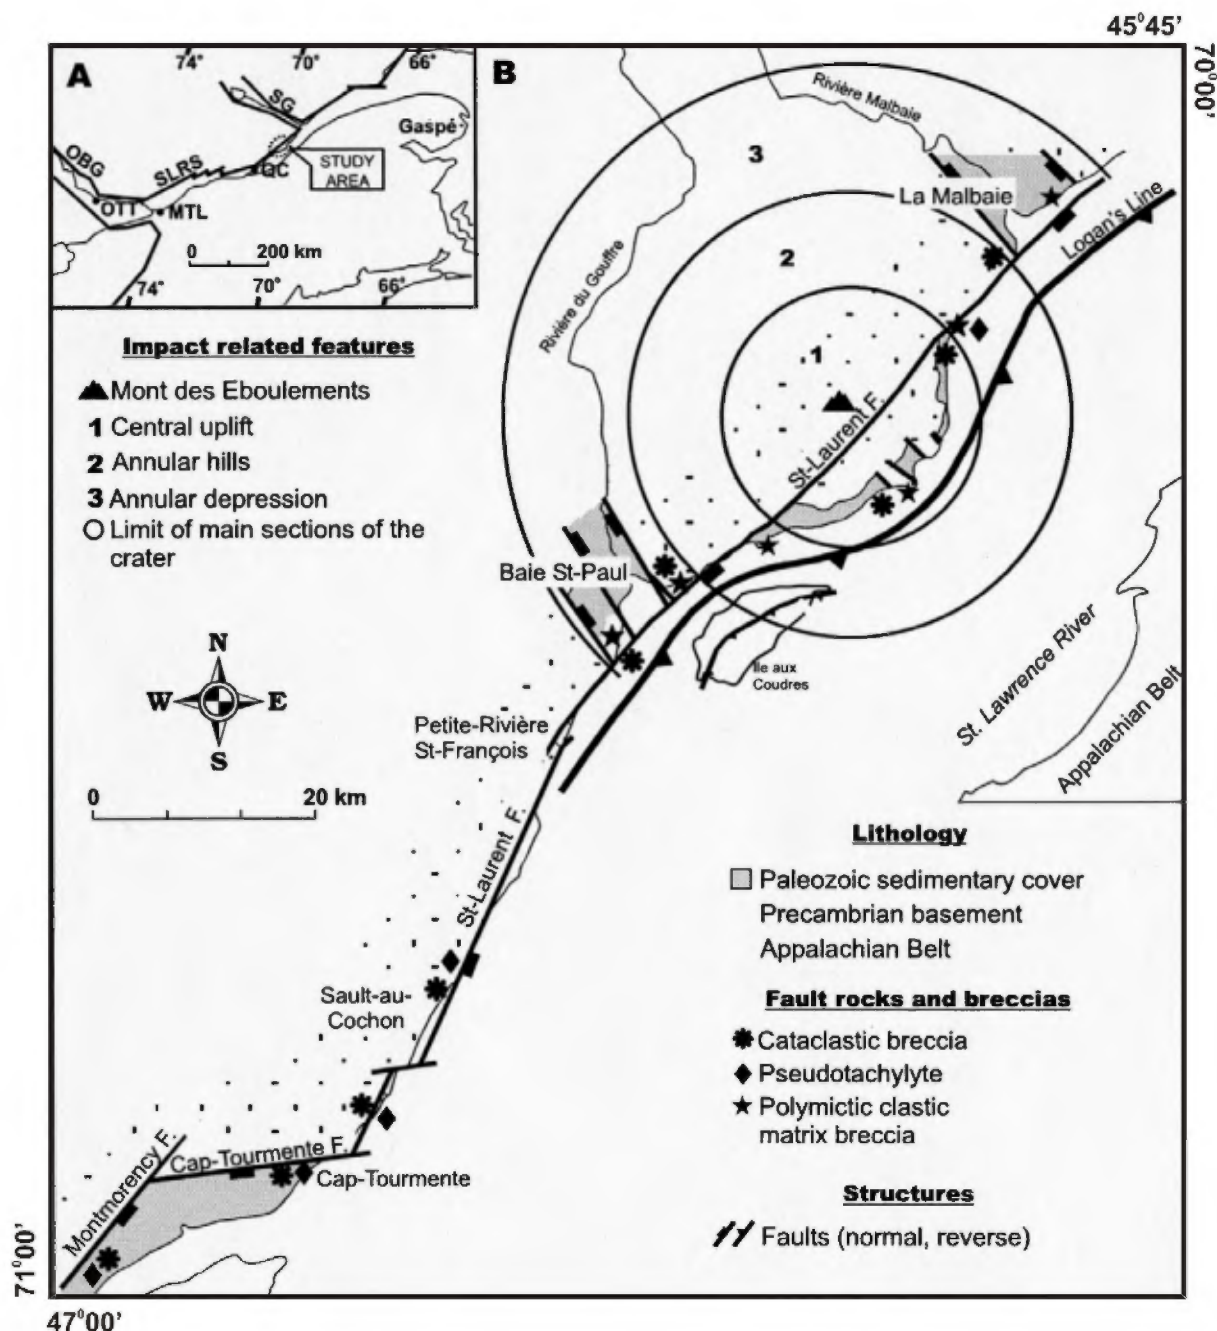 45°45'
70°00'
A
74°
70°
66°
SG
Gaspé
OBG
SLRS
QC
STUDY
AREA
OTT
MTL
0 200 km
74°
70°
66°
B
Rivière Malbaie
3
La Malbaie
Logan's Line
2
Rivière du Gouffre
1
St-Laurent F.
Impact related features
Mont des Eboulements
1 Central uplift
2 Annular hills
3 Annular depression
Limit of main sections of the
crater
Baie St-Paul
Ile aux
Coudres
N
W E
S
Petite-Rivière
St-François
St. Lawrence River
Appalachian Belt
0 20 km
St-Laurent F.
Lithology
Paleozoic sedimentary cover
Precambrian basement
Appalachian Belt
Sault-au-
Cochon
Fault rocks and breccias
Cataclastic breccia
Pseudotachylyte
Polymictic clastic
matrix breccia
Montmorency F.
Cap-Tourmente F.
Cap-Tourmente
Structures
Faults (normal, reverse)
71°00'
47°00'